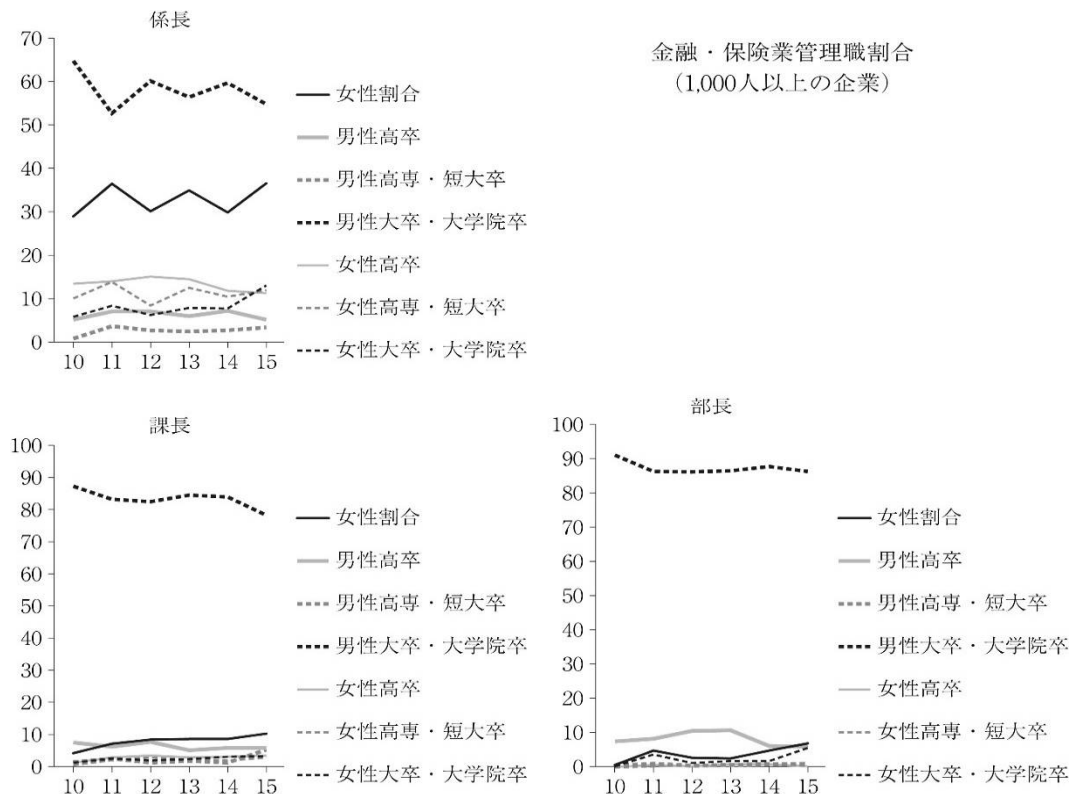 係長
金融・保険業管理職割合
(1,000人以上の企業)
70
60
50
40
30
20
10
0
10 11 12 13 14 15
女性割合
男性高卒
男性高専・短大卒
男性大卒・大学院卒
女性高卒
女性高専・短大卒
女性大卒・大学院卒
課長
100
90
80
70
60
50
40
30
20
10
0
10 11 12 13 14 15
女性割合
男性高卒
男性高専・短大卒
男性大卒・大学院卒
女性高卒
女性高専・短大卒
女性大卒・大学院卒
部長
100
90
80
70
60
50
40
30
20
10
0
10 11 12 13 14 15
女性割合
男性高卒
男性高専・短大卒
男性大卒・大学院卒
女性高卒
女性高専・短大卒
女性大卒・大学院卒